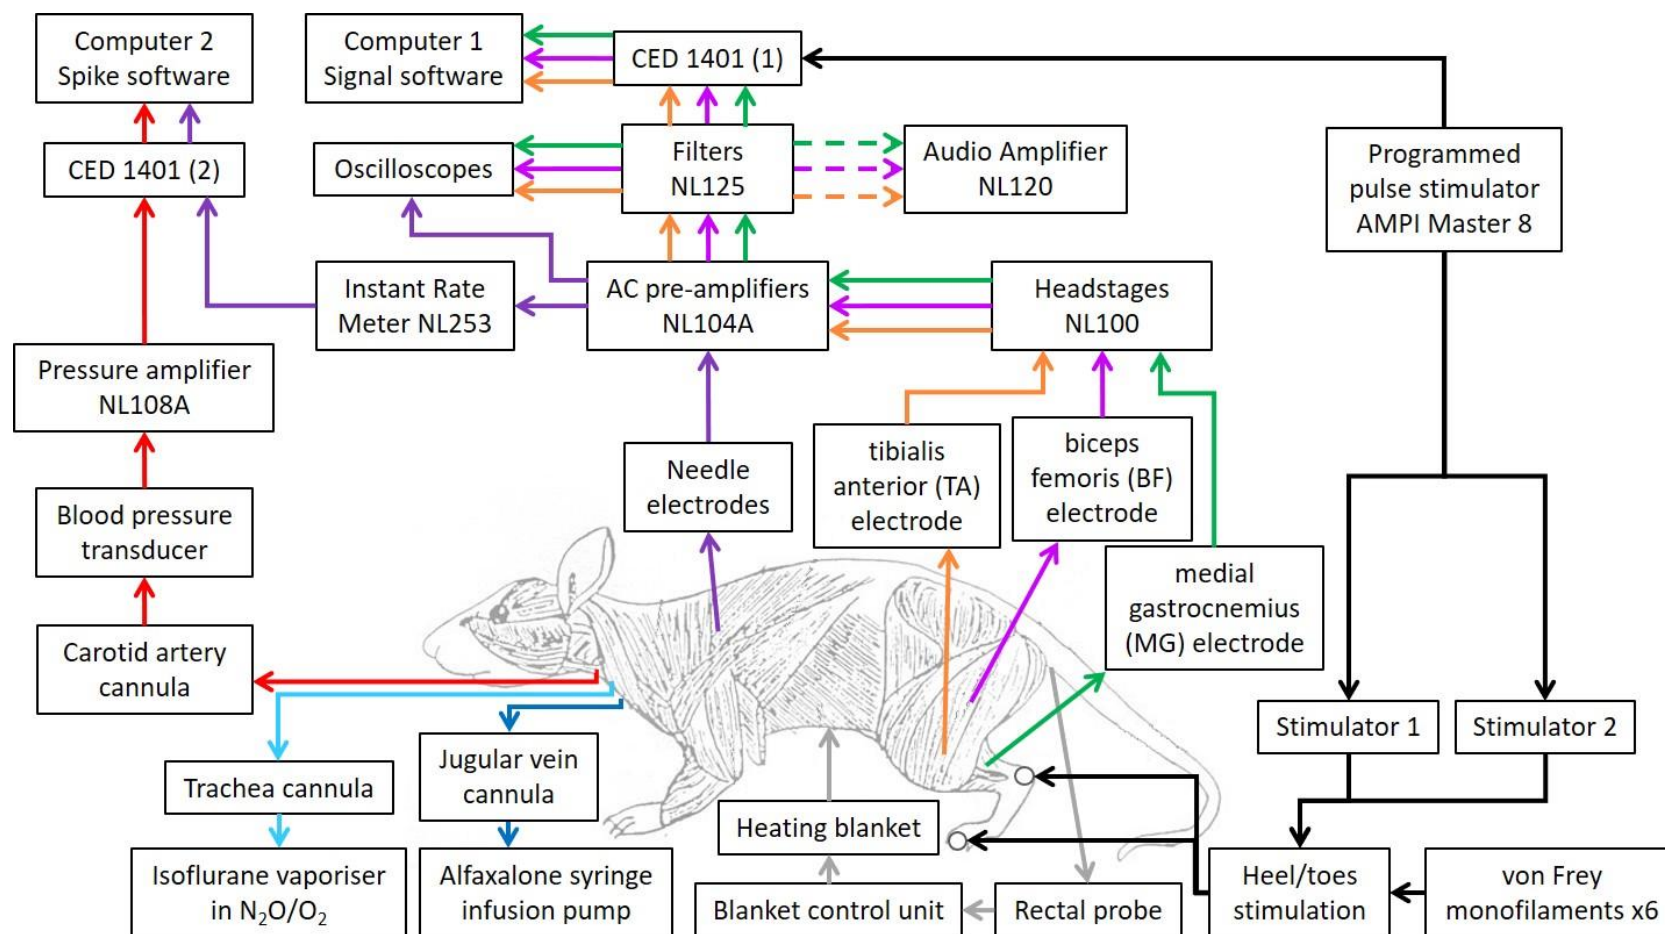 Computer 2
Spike software
Computer 1
Signal software
CED 1401 (1)
CED 1401 (2)
Oscilloscopes
Filters
NL125
Audio Amplifier
NL120
Programmed
pulse stimulator
AMPI Master 8
Instant Rate
Meter NL253
AC pre-amplifiers
NL104A
Headstages
NL100
Pressure amplifier
NL108A
Needle
electrodes
tibialis
anterior (TA)
electrode
biceps
femoris (BF)
electrode
Blood pressure
transducer
medial
gastrocnemius
(MG) electrode
Carotid artery
cannula
Stimulator 1
Stimulator 2
Trachea cannula
Jugular vein
cannula
Heating blanket
Isoflurane vaporiser
in N₂O/O₂
Alfaxalone syringe
infusion pump
Blanket control unit
Rectal probe
Heel/toes
stimulation
von Frey
monofilaments x6